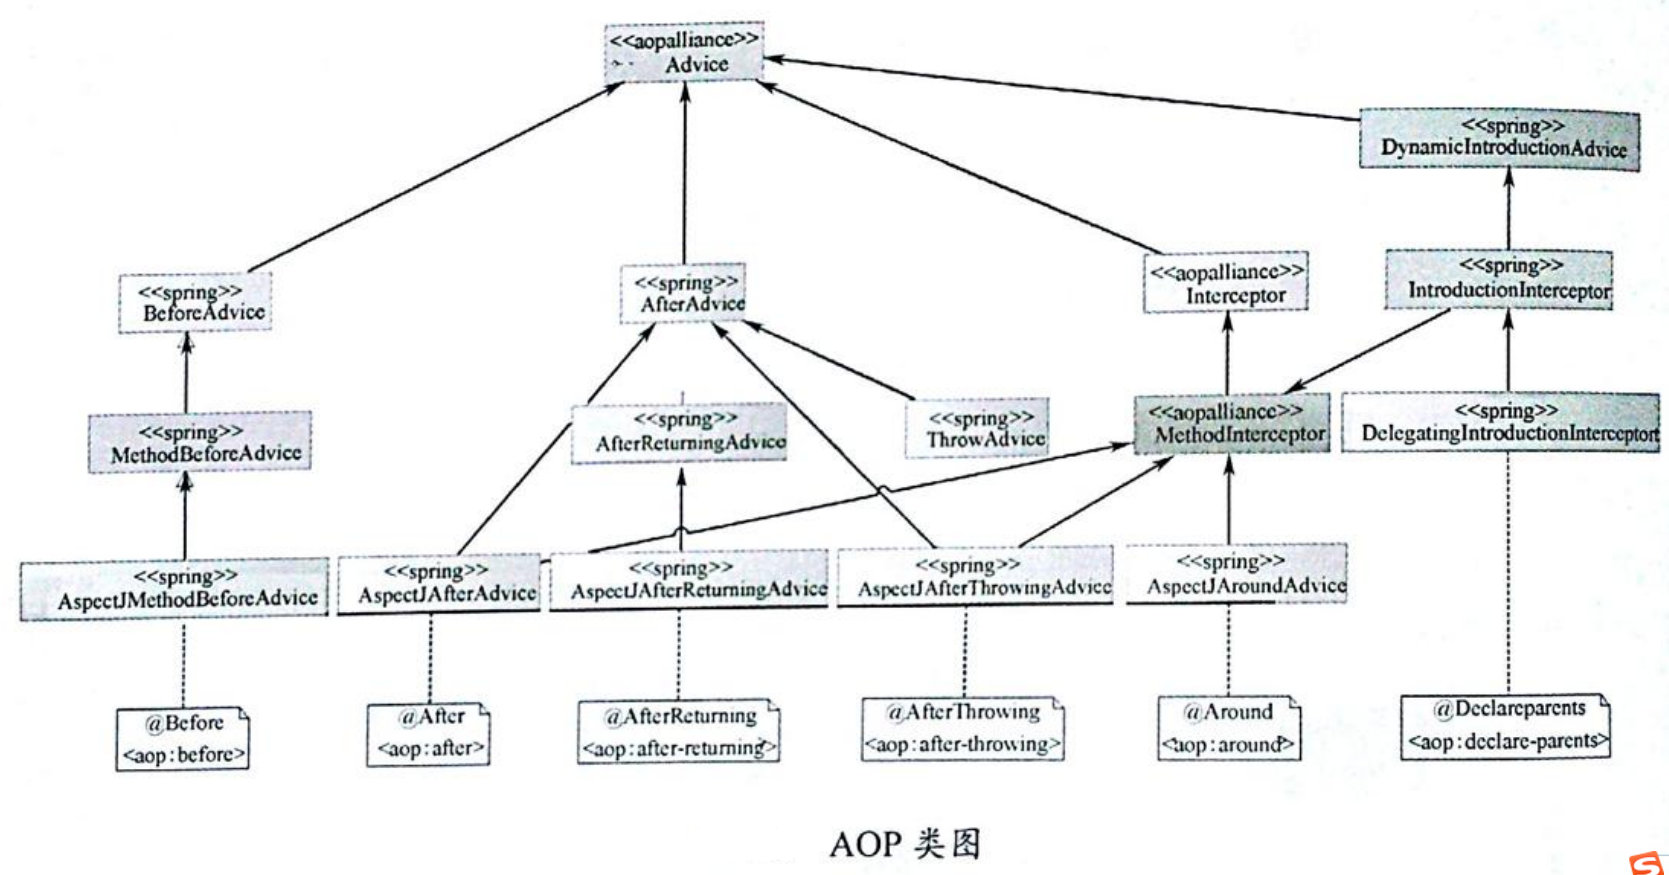 <<aopalliance>>
Advice
<<spring>>
DynamicIntroductionAdvice
<<spring>>
BeforeAdvice
<<spring>>
AfterAdvice
<<aopalliance>>
Interceptor
<<spring>>
IntroductionInterceptor
<<spring>>
MethodBeforeAdvice
<<spring>>
AfterReturningAdvice
<<spring>>
ThrowAdvice
<<aopalliance>>
MethodInterceptor
<<spring>>
DelegatingIntroductionInterceptort
<<spring>>
AspectJMethodBeforeAdvice
<<spring>>
AspectJAfterAdvice
<<spring>>
AspectJAfterReturningAdvice
<<spring>>
AspectJAfterThrowingAdvice
<<spring>>
AspectJAroundAdvice
@Before
<aop:before>
@After
<aop:after>
@AfterReturning
<aop:after-returning>
@AfterThrowing
<aop:after-throwing>
@Around
<aop:around>
@Declareparents
<aop:declare-parents>
AOP 类图